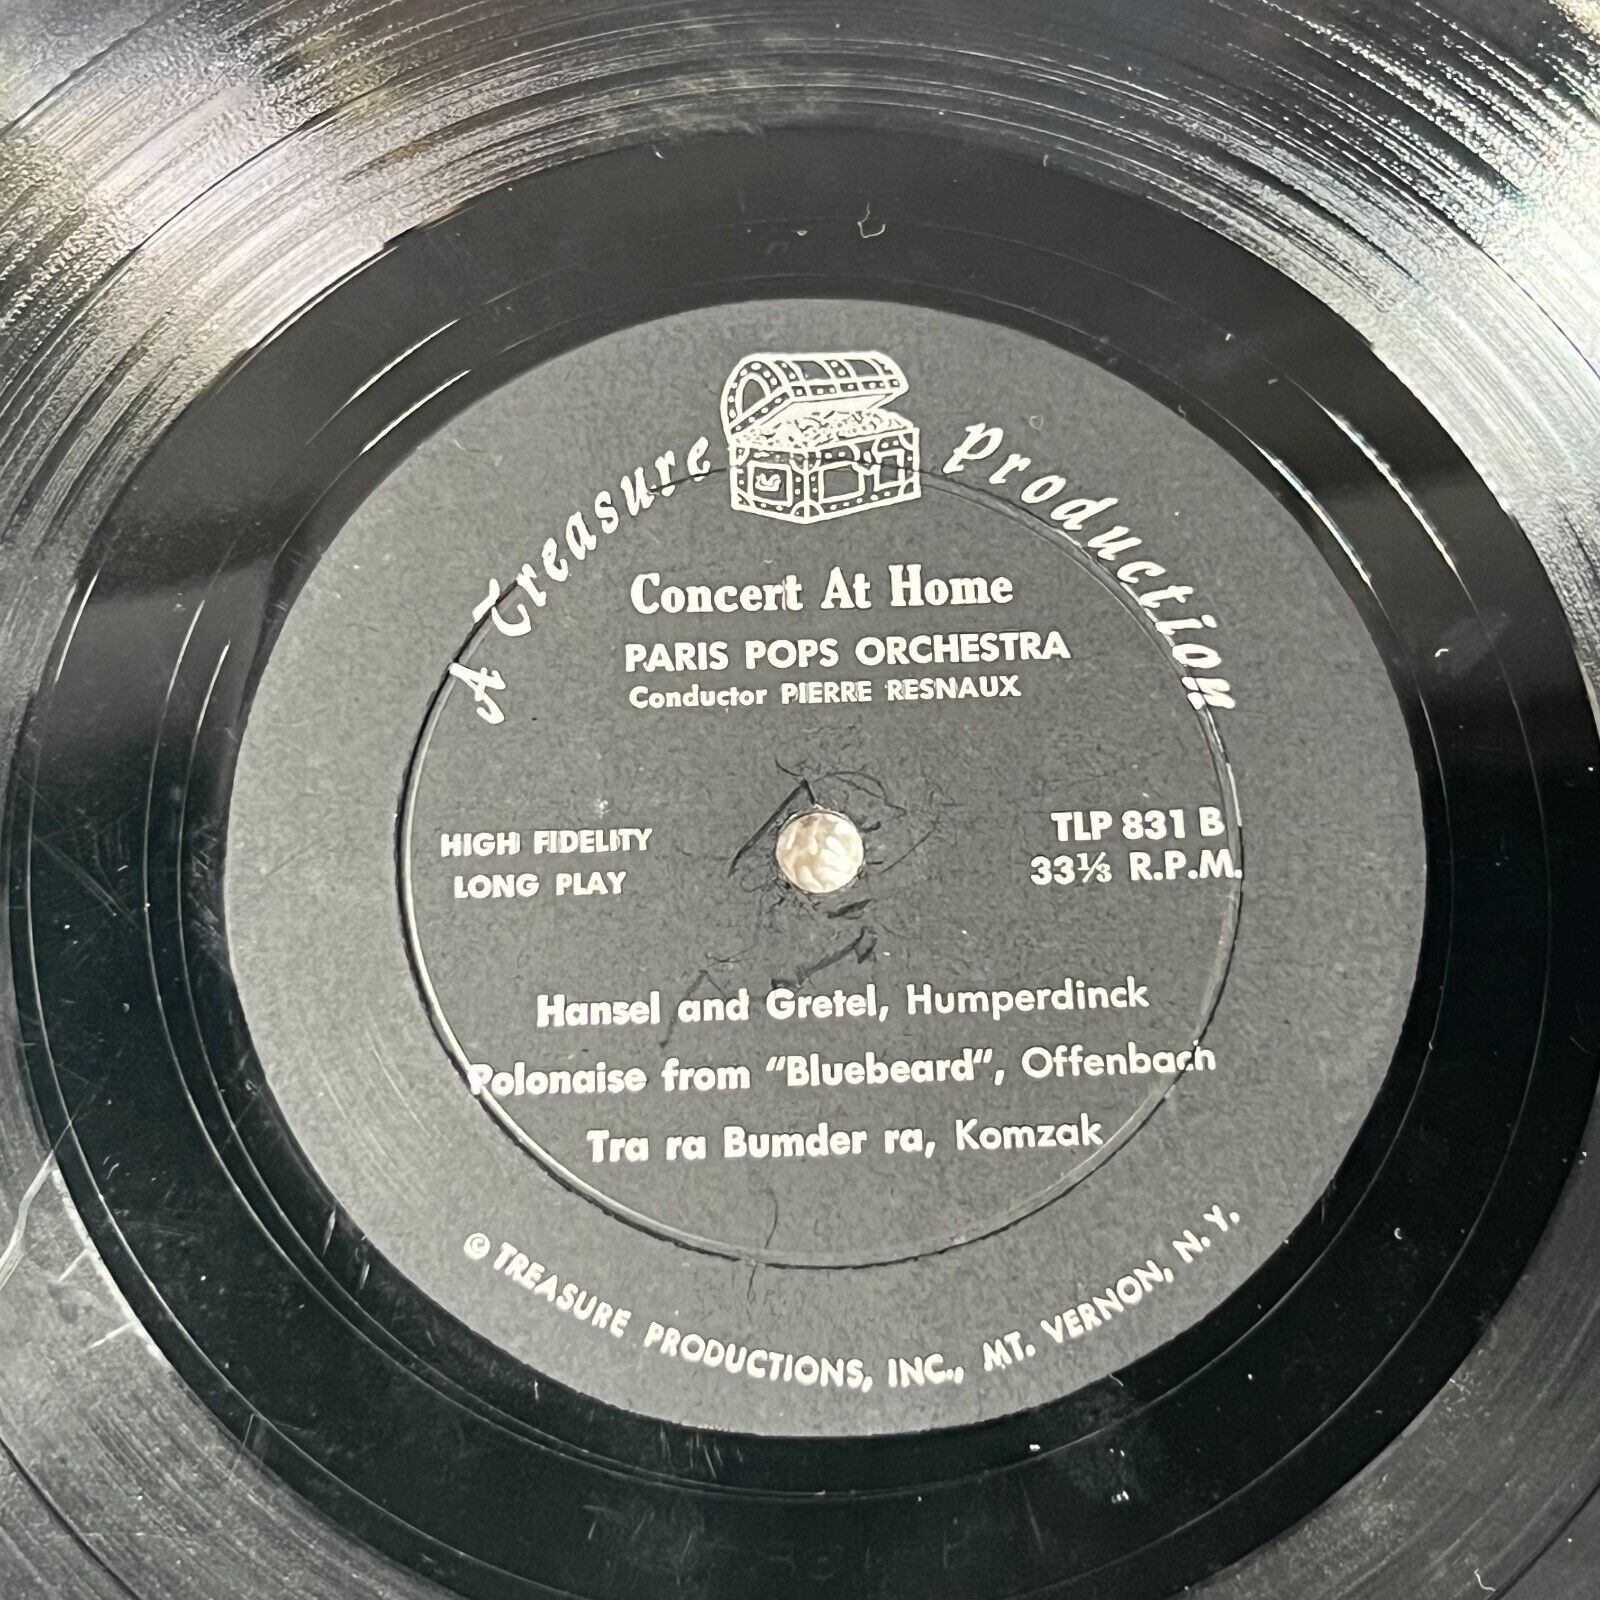 A Treasure Production
Concert At Home
PARIS POPS ORCHESTRA
Conductor PIERRE RESNAUX
HIGH FIDELITY
LONG PLAY
TLP 831 B
33⅓ R.P.M.
Hansel and Gretel, Humperdinck
Polonaise from "Bluebeard", Offenbach
Tra ra Bumder ra, Komzak
© TREASURE PRODUCTIONS, INC., MT. VERNON, N. Y.